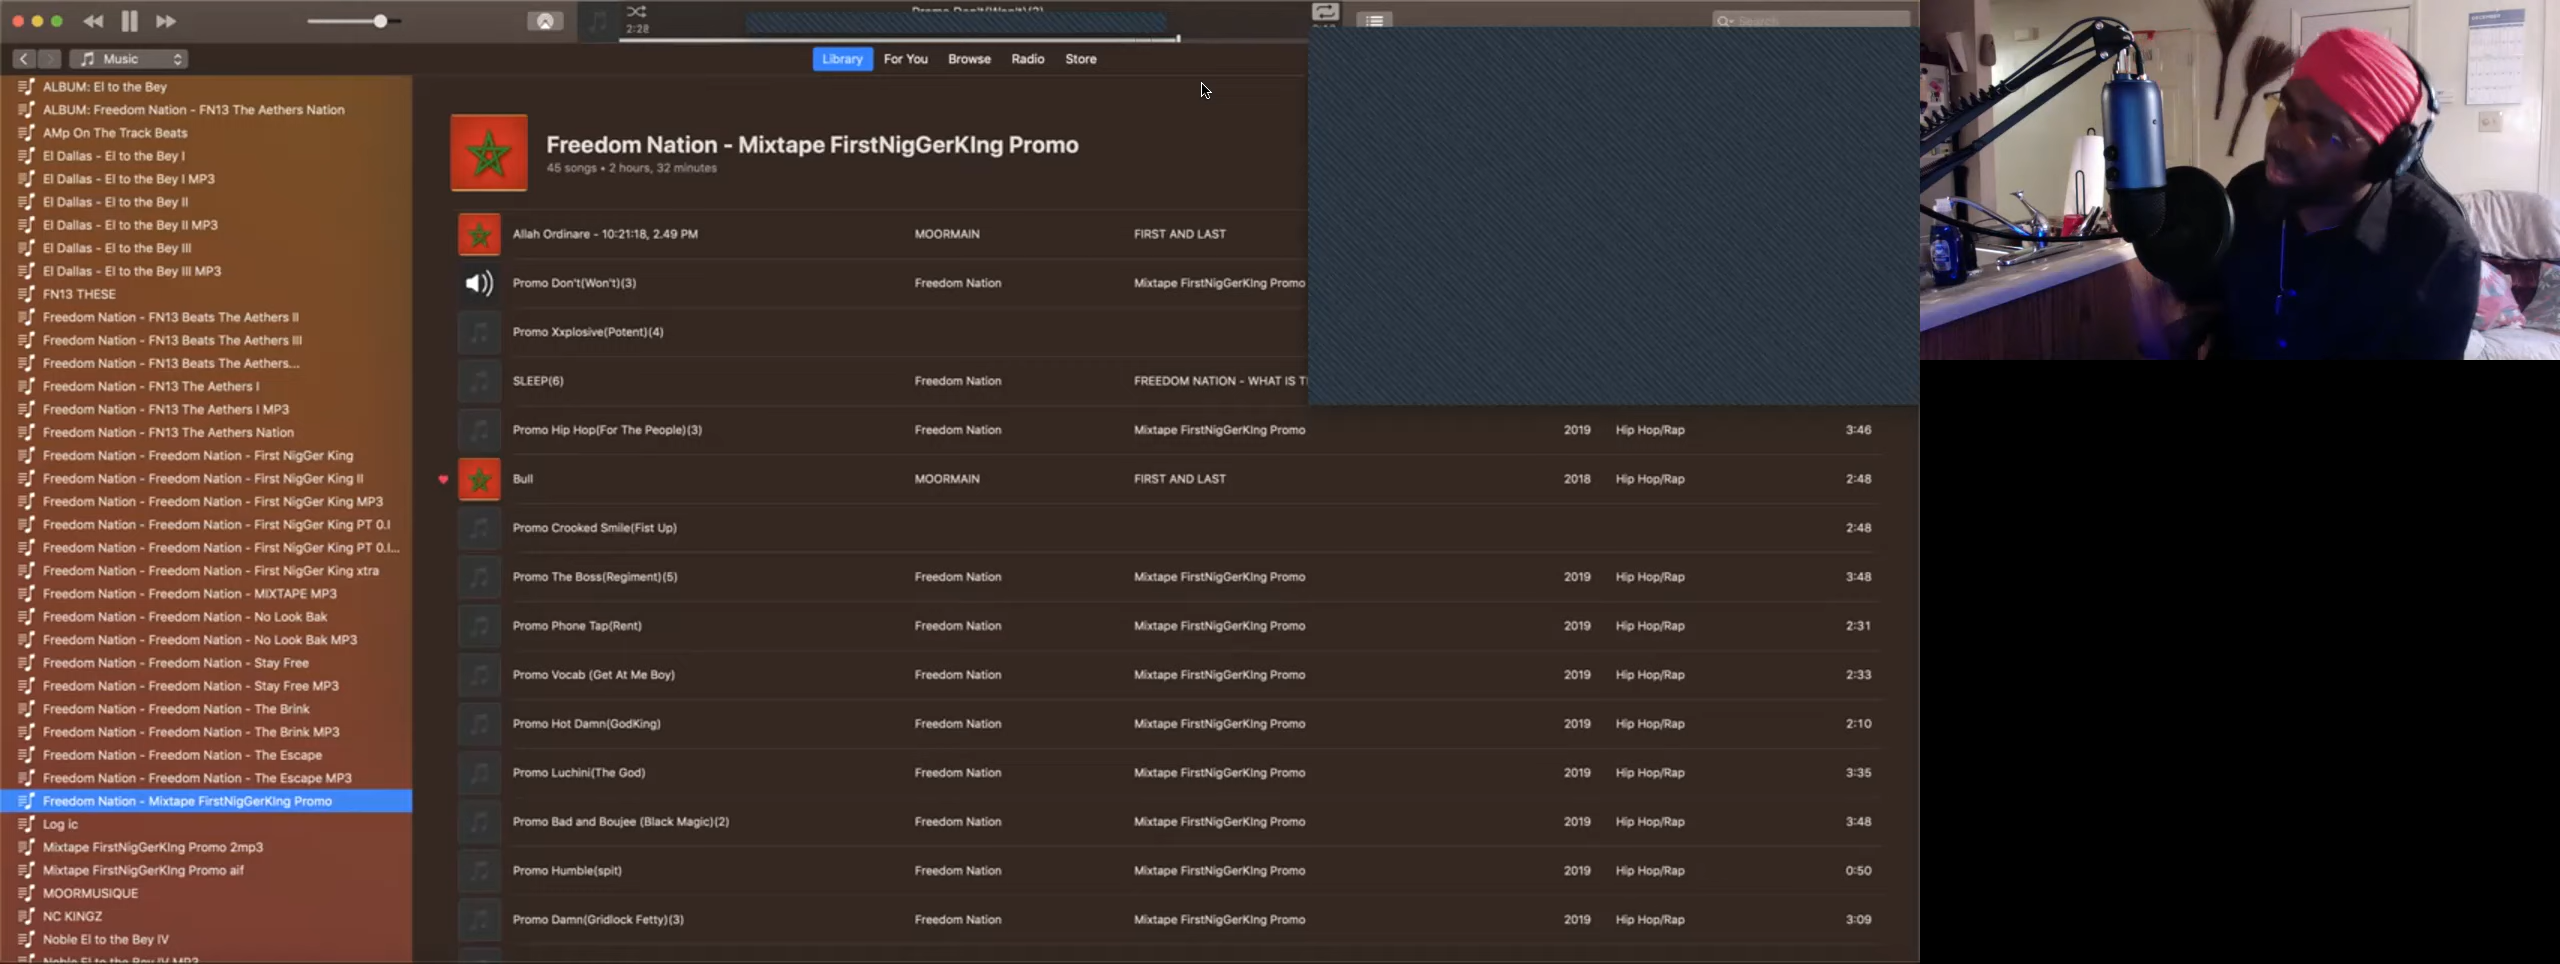 Promo Don't(Won't)(3)
2:28
Search
Music
Library
For You
Browse
Radio
Store
ALBUM: El to the Bey
ALBUM: Freedom Nation - FN13 The Aethers Nation
AMp On The Track Beats
El Dallas - El to the Bey I
El Dallas - El to the Bey I MP3
El Dallas - El to the Bey II
El Dallas - El to the Bey II MP3
El Dallas - El to the Bey III
El Dallas - El to the Bey III MP3
FN13 THESE
Freedom Nation - FN13 Beats The Aethers II
Freedom Nation - FN13 Beats The Aethers III
Freedom Nation - FN13 Beats The Aethers...
Freedom Nation - FN13 The Aethers I
Freedom Nation - FN13 The Aethers I MP3
Freedom Nation - FN13 The Aethers Nation
Freedom Nation - Freedom Nation - First NigGer King
Freedom Nation - Freedom Nation - First NigGer King II
Freedom Nation - Freedom Nation - First NigGer King MP3
Freedom Nation - Freedom Nation - First NigGer King PT 0.I
Freedom Nation - Freedom Nation - First NigGer King PT 0.I...
Freedom Nation - Freedom Nation - First NigGer King xtra
Freedom Nation - Freedom Nation - MIXTAPE MP3
Freedom Nation - Freedom Nation - No Look Bak
Freedom Nation - Freedom Nation - No Look Bak MP3
Freedom Nation - Freedom Nation - Stay Free
Freedom Nation - Freedom Nation - Stay Free MP3
Freedom Nation - Freedom Nation - The Brink
Freedom Nation - Freedom Nation - The Brink MP3
Freedom Nation - Freedom Nation - The Escape
Freedom Nation - Freedom Nation - The Escape MP3
Freedom Nation - Mixtape FirstNigGerKIng Promo
Log ic
Mixtape FirstNigGerKIng Promo 2mp3
Mixtape FirstNigGerKIng Promo aif
MOORMUSIQUE
NC KINGZ
Noble El to the Bey IV
Noble El to the Bey IV MP3
Freedom Nation - Mixtape FirstNigGerKIng Promo
45 songs • 2 hours, 32 minutes
Allah Ordinare - 10:21:18, 2.49 PM MOORMAIN FIRST AND LAST
Promo Don't(Won't)(3) Freedom Nation Mixtape FirstNigGerKIng Promo
Promo Xxplosive(Potent)(4)
SLEEP(6) Freedom Nation FREEDOM NATION - WHAT IS
Promo Hip Hop(For The People)(3) Freedom Nation Mixtape FirstNigGerKIng Promo 2019 Hip Hop/Rap 3:46
Bull MOORMAIN FIRST AND LAST 2018 Hip Hop/Rap 2:48
Promo Crooked Smile(Fist Up) 2:48
Promo The Boss(Regiment)(5) Freedom Nation Mixtape FirstNigGerKIng Promo 2019 Hip Hop/Rap 3:48
Promo Phone Tap(Rent) Freedom Nation Mixtape FirstNigGerKIng Promo 2019 Hip Hop/Rap 2:31
Promo Vocab (Get At Me Boy) Freedom Nation Mixtape FirstNigGerKIng Promo 2019 Hip Hop/Rap 2:33
Promo Hot Damn(GodKing) Freedom Nation Mixtape FirstNigGerKIng Promo 2019 Hip Hop/Rap 2:10
Promo Luchini(The God) Freedom Nation Mixtape FirstNigGerKIng Promo 2019 Hip Hop/Rap 3:35
Promo Bad and Boujee (Black Magic)(2) Freedom Nation Mixtape FirstNigGerKIng Promo 2019 Hip Hop/Rap 3:48
Promo Humble(spit) Freedom Nation Mixtape FirstNigGerKIng Promo 2019 Hip Hop/Rap 0:50
Promo Damn(Gridlock Fetty)(3) Freedom Nation Mixtape FirstNigGerKIng Promo 2019 Hip Hop/Rap 3:09
DECEMBER